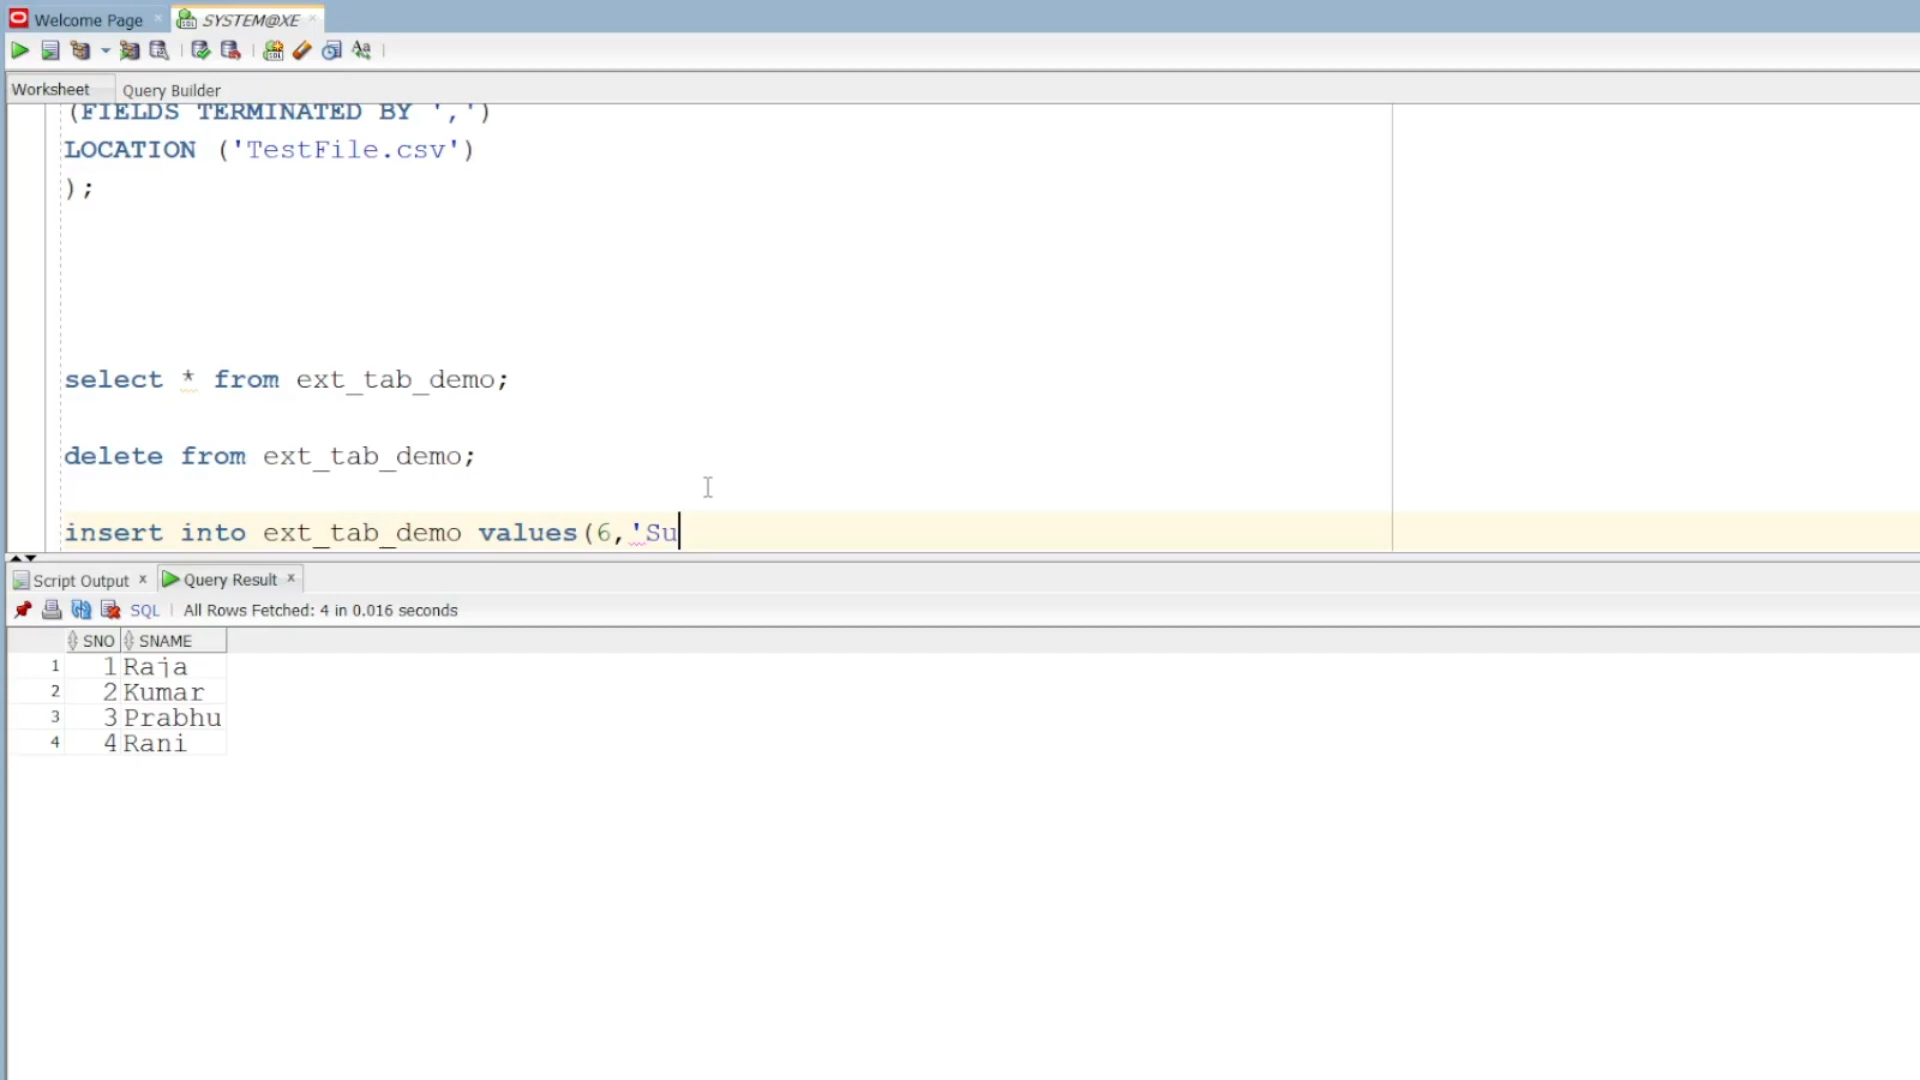 Welcome Page SYSTEM@XE
Worksheet Query Builder
(FIELDS TERMINATED BY ',')
LOCATION ('TestFile.csv')
);
select * from ext_tab_demo;
delete from ext_tab_demo;
insert into ext_tab_demo values(6,'Su
Script Output Query Result
SQL All Rows Fetched: 4 in 0.016 seconds
SNO SNAME
1 1 Raja
2 2 Kumar
3 3 Prabhu
4 4 Rani